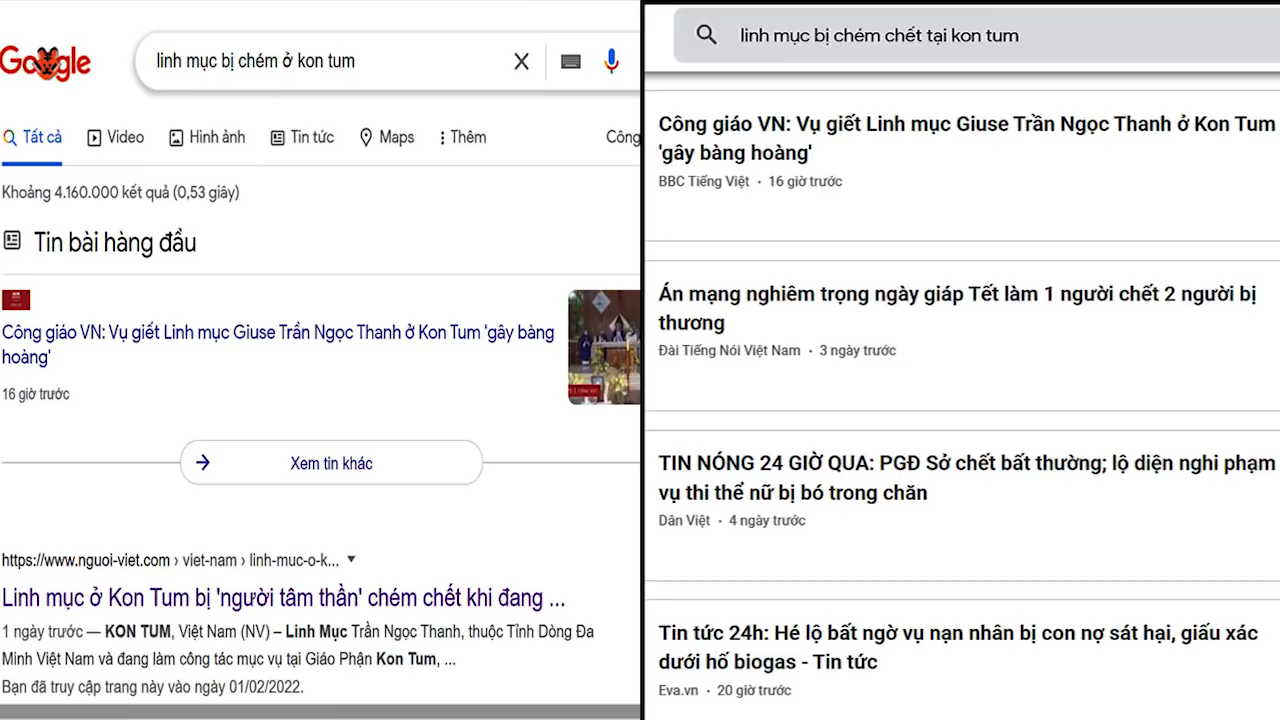 Google
linh mục bị chém ở kon tum
Tất cả
Video
Hình ảnh
Tin tức
Maps
Thêm
Công
Khoảng 4.160.000 kết quả (0,53 giây)
Tin bài hàng đầu
Công giáo VN: Vụ giết Linh mục Giuse Trần Ngọc Thanh ở Kon Tum 'gây bàng
hoàng'
16 giờ trước
Xem tin khác
https://www.nguoi-viet.com › viet-nam › linh-muc-o-k...
Linh mục ở Kon Tum bị 'người tâm thần' chém chết khi đang ...
1 ngày trước — KON TUM, Việt Nam (NV) – Linh Mục Trần Ngọc Thanh, thuộc Tỉnh Dòng Đa
Minh Việt Nam và đang làm công tác mục vụ tại Giáo Phận Kon Tum, ...
Bạn đã truy cập trang này vào ngày 01/02/2022.
linh mục bị chém chết tại kon tum
Công giáo VN: Vụ giết Linh mục Giuse Trần Ngọc Thanh ở Kon Tum
'gây bàng hoàng'
BBC Tiếng Việt · 16 giờ trước
Án mạng nghiêm trọng ngày giáp Tết làm 1 người chết 2 người bị
thương
Đài Tiếng Nói Việt Nam · 3 ngày trước
TIN NÓNG 24 GIỜ QUA: PGĐ Sở chết bất thường; lộ diện nghi phạm
vụ thi thể nữ bị bó trong chăn
Dân Việt · 4 ngày trước
Tin tức 24h: Hé lộ bất ngờ vụ nạn nhân bị con nợ sát hại, giấu xác
dưới hố biogas - Tin tức
Eva.vn · 20 giờ trước